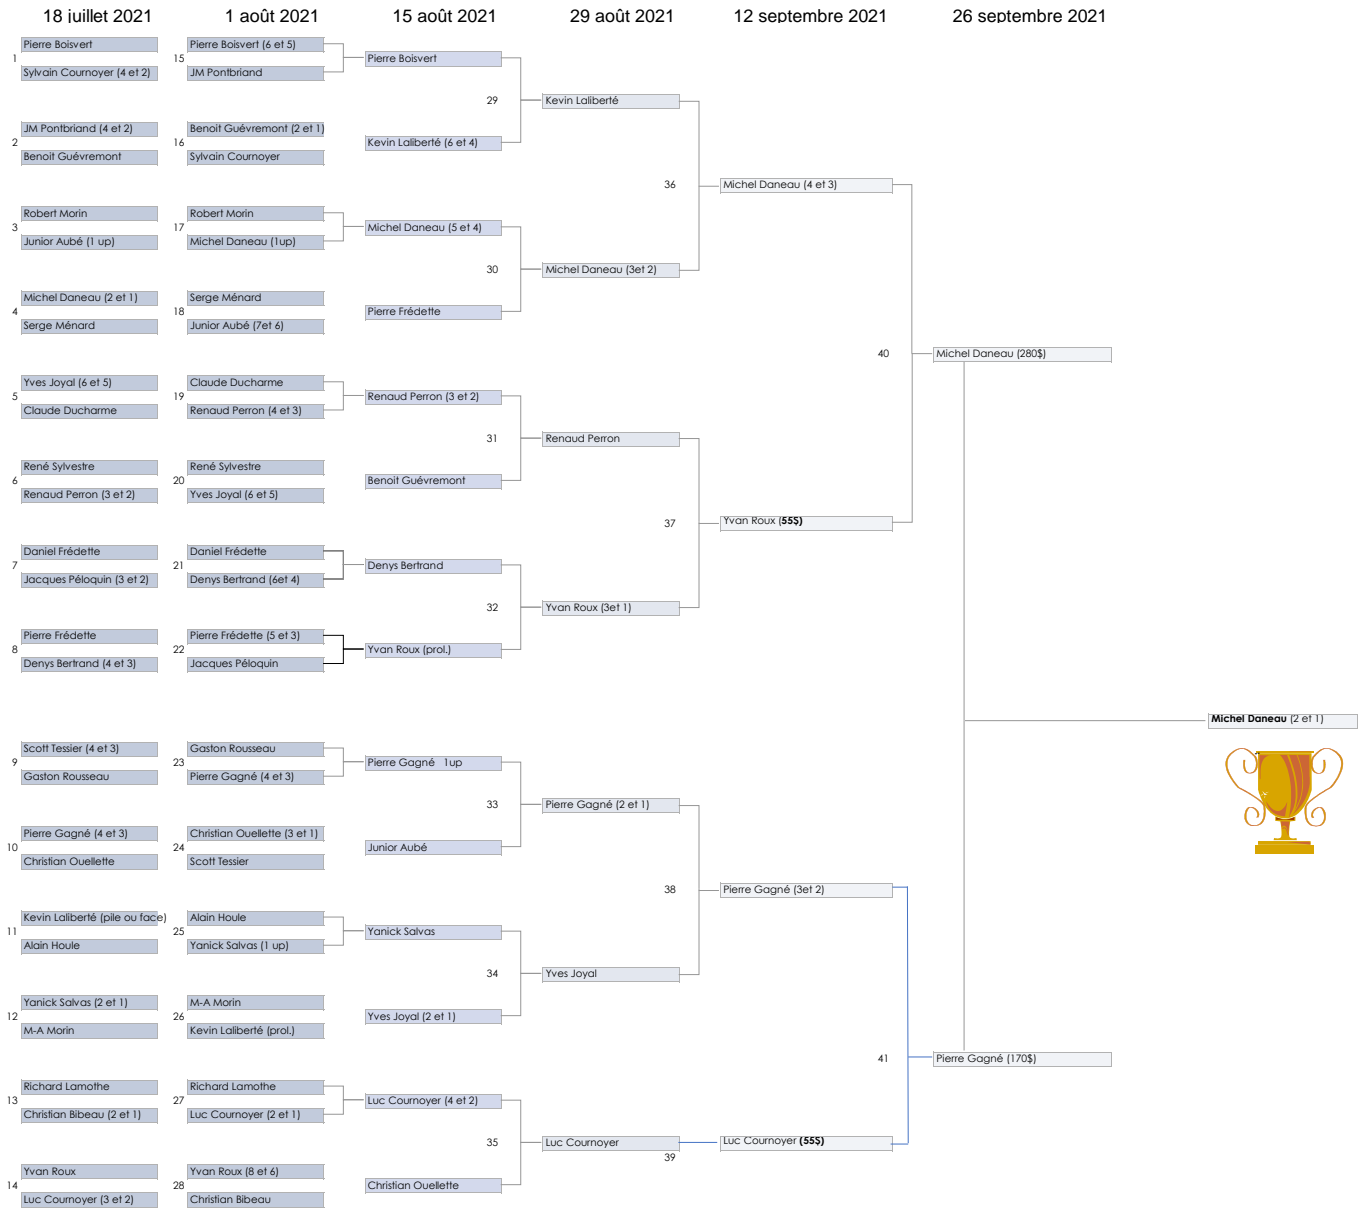 18 juillet 2021
1 août 2021
15 août 2021
29 août 2021
12 septembre 2021
26 septembre 2021
1
Pierre Boisvert
Sylvain Cournoyer (4 et 2)
2
JM Pontbriand (4 et 2)
Benoit Guévremont
3
Robert Morin
Junior Aubé (1 up)
4
Michel Daneau (2 et 1)
Serge Ménard
5
Yves Joyal (6 et 5)
Claude Ducharme
6
René Sylvestre
Renaud Perron (3 et 2)
7
Daniel Frédette
Jacques Péloquin (3 et 2)
8
Pierre Frédette
Denys Bertrand (4 et 3)
9
Scott Tessier (4 et 3)
Gaston Rousseau
10
Pierre Gagné (4 et 3)
Christian Ouellette
11
Kevin Laliberté (pile ou face)
Alain Houle
12
Yanick Salvas (2 et 1)
M-A Morin
13
Richard Lamothe
Christian Bibeau (2 et 1)
14
Yvan Roux
Luc Cournoyer (3 et 2)
15
Pierre Boisvert (6 et 5)
JM Pontbriand
16
Benoit Guévremont (2 et 1)
Sylvain Cournoyer
17
Robert Morin
Michel Daneau (1up)
18
Serge Ménard
Junior Aubé (7et 6)
19
Claude Ducharme
Renaud Perron (4 et 3)
20
René Sylvestre
Yves Joyal (6 et 5)
21
Daniel Frédette
Denys Bertrand (6et 4)
22
Pierre Frédette (5 et 3)
Jacques Péloquin
23
Gaston Rousseau
Pierre Gagné (4 et 3)
24
Christian Ouellette (3 et 1)
Scott Tessier
25
Alain Houle
Yanick Salvas (1 up)
26
M-A Morin
Kevin Laliberté (prol.)
27
Richard Lamothe
Luc Cournoyer (2 et 1)
28
Yvan Roux (8 et 6)
Christian Bibeau
Pierre Boisvert
29
Kevin Laliberté (6 et 4)
Michel Daneau (5 et 4)
30
Pierre Frédette
Renaud Perron (3 et 2)
31
Benoit Guévremont
Denys Bertrand
32
Yvan Roux (prol.)
Pierre Gagné 1up
33
Junior Aubé
Yanick Salvas
34
Yves Joyal (2 et 1)
Luc Cournoyer (4 et 2)
35
Christian Ouellette
Kevin Laliberté
36
Michel Daneau (3et 2)
Renaud Perron
37
Yvan Roux (3et 1)
Pierre Gagné (2 et 1)
38
Yves Joyal
Luc Cournoyer
39
Michel Daneau (4 et 3)
40
Yvan Roux (55$)
Pierre Gagné (3et 2)
41
Luc Cournoyer (55$)
Michel Daneau (280$)
Pierre Gagné (170$)
Michel Daneau (2 et 1)